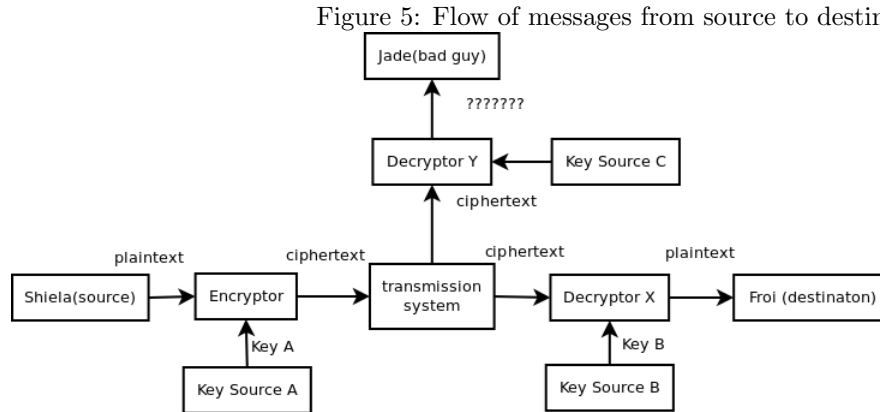 Figure 5: Flow of messages from source to
Jade(bad guy)
???????
Decryptor Y
Key Source C
ciphertext
plaintext
ciphertext
ciphertext
plaintext
Shiela(source)
Encryptor
transmission
system
Decryptor X
Froi (destinaton)
Key A
Key B
Key Source A
Key Source B